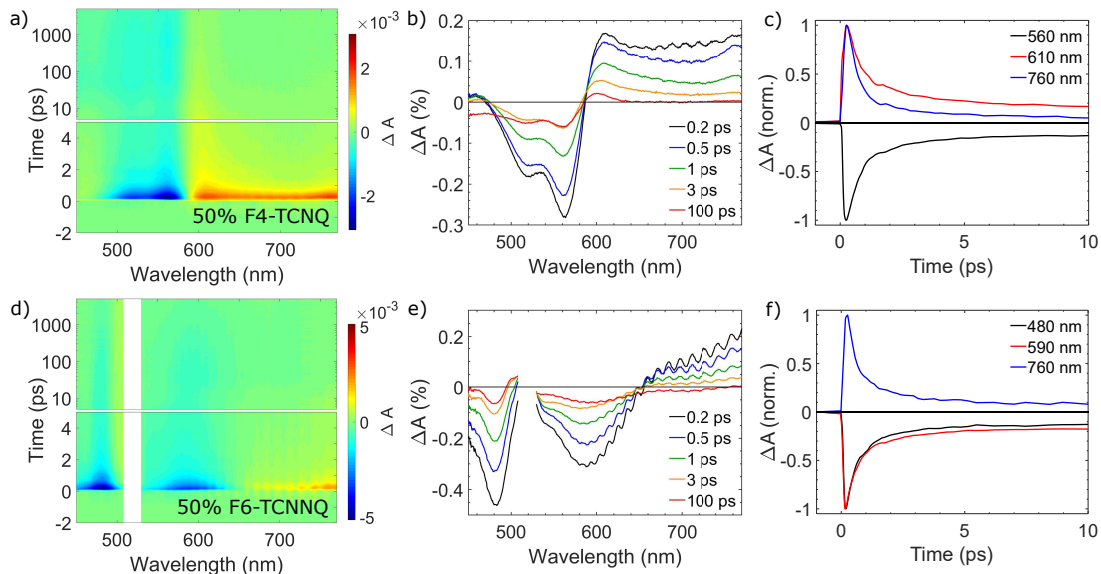 a)
×10⁻³
1000
100
10
4
2
0
-2
Time (ps)
500
600
700
Wavelength (nm)
50% F4-TCNQ
2
0
-2
Δ A
b)
0.2
0.1
0
-0.1
-0.2
0.3
ΔA (%)
500
600
700
Wavelength (nm)
0.2 ps
0.5 ps
1 ps
3 ps
100 ps
c)
1
0.5
0
-0.5
-1
ΔA (norm.)
0
5
10
Time (ps)
560 nm
610 nm
760 nm
d)
×10⁻³
1000
100
10
4
2
0
-2
Time (ps)
500
600
700
Wavelength (nm)
50% F6-TCNNQ
5
0
-5
Δ A
e)
0.2
0
-0.2
-0.4
ΔA (%)
500
600
700
Wavelength (nm)
0.2 ps
0.5 ps
1 ps
3 ps
100 ps
f)
1
0.5
0
-0.5
-1
ΔA (norm.)
0
5
10
Time (ps)
480 nm
590 nm
760 nm